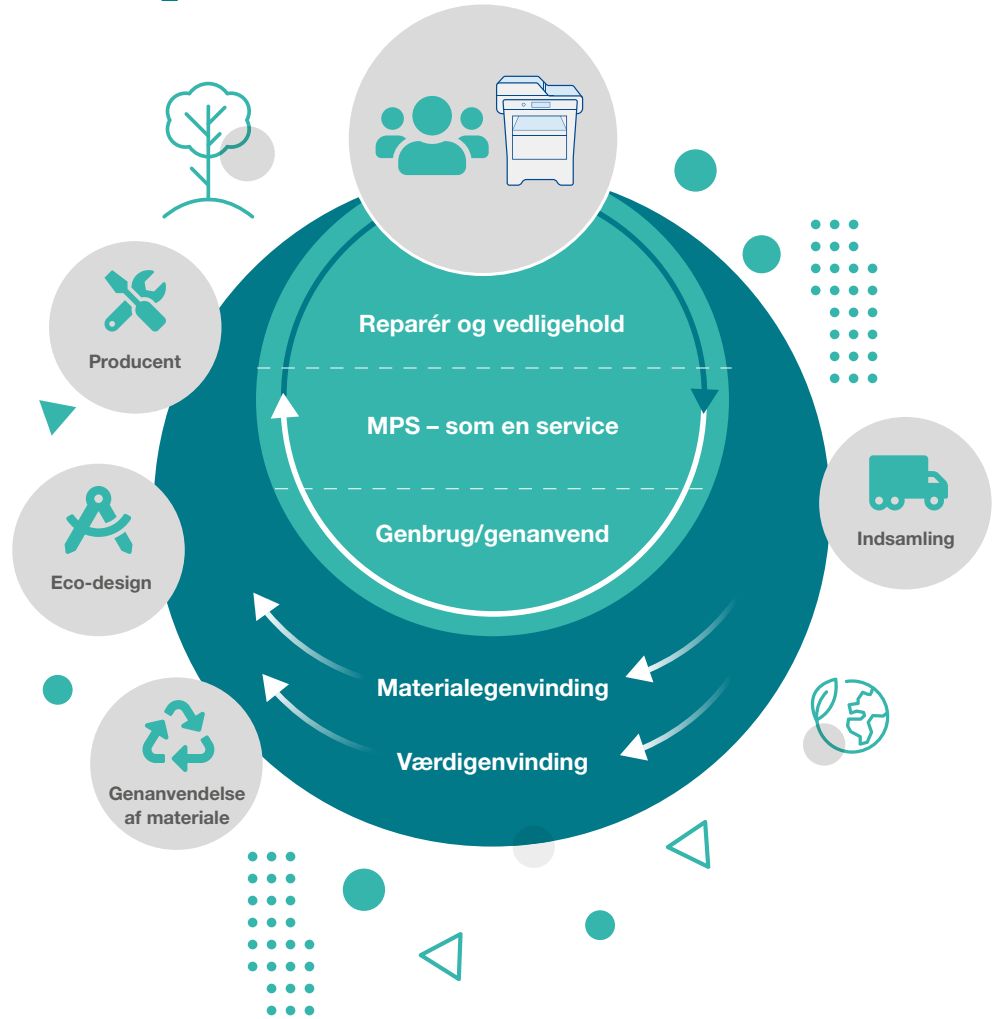 Reparér og vedligehold
Producent
MPS – som en service
Genbrug/genanvend
Indsamling
Eco-design
Materialegenvinding
Værdigenvinding
Genanvendelse
af materiale